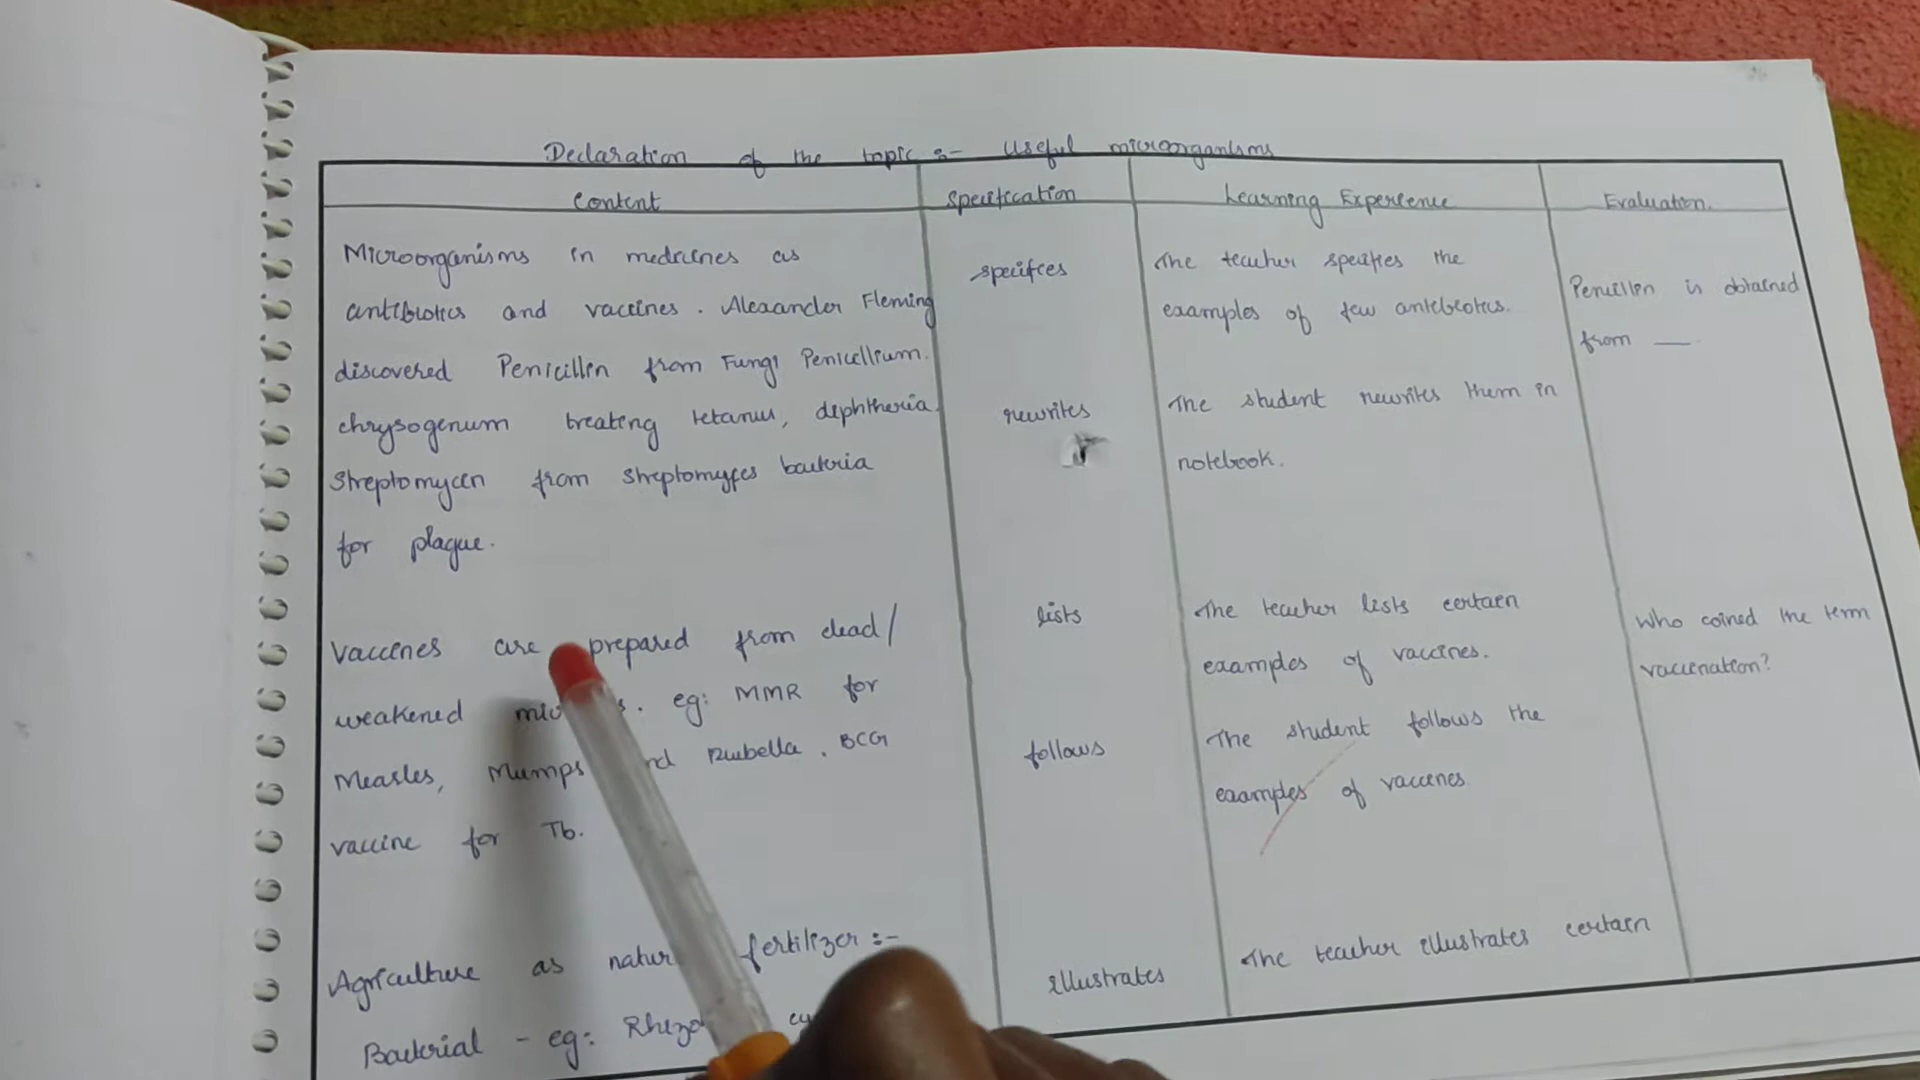 Declaration of the topic :- Useful microorganisms
Content
Specification
Learning Experience
Evaluation.
Microorganisms in medicines as
antibiotics and vaccines. Alexander Fleming
discovered Penicillin from Fungi Penicellium.
chrysogenum treating tetanus, dephtheria.
Streptomycin from Streptomyces bacteria
for plague.
Vaccines are prepared from dead/
weakened eg: MMR for
Measles, Mumps Rubella. BCG
vaccine for Tb.
Agriculture as fertilizer :-
Bacterial - eg:
specifies
rewrites
lists
follows
illustrates
The teacher specifies the
examples of few antibiotics.
The student rewrites them in
notebook.
The teacher lists certain
examples of vaccines.
The student follows the
examples of vaccines
The teacher illustrates certain
Penicillin is obtained
from —.
Who coined the term
vaccination?